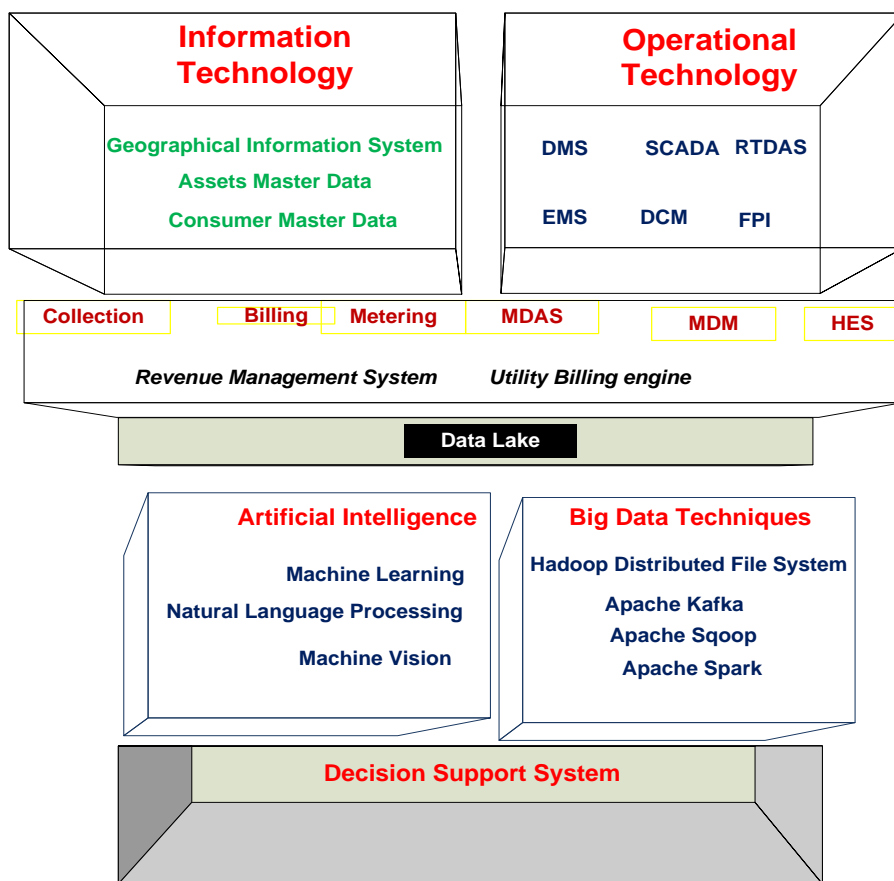 Information
Technology
Operational
Technology
Geographical Information System
Assets Master Data
Consumer Master Data
DMS SCADA RTDAS
EMS DCM FPI
Collection Billing Metering MDAS MDM HES
Revenue Management System Utility Billing engine
Data Lake
Artificial Intelligence
Machine Learning
Natural Language Processing
Machine Vision
Big Data Techniques
Hadoop Distributed File System
Apache Kafka
Apache Sqoop
Apache Spark
Decision Support System